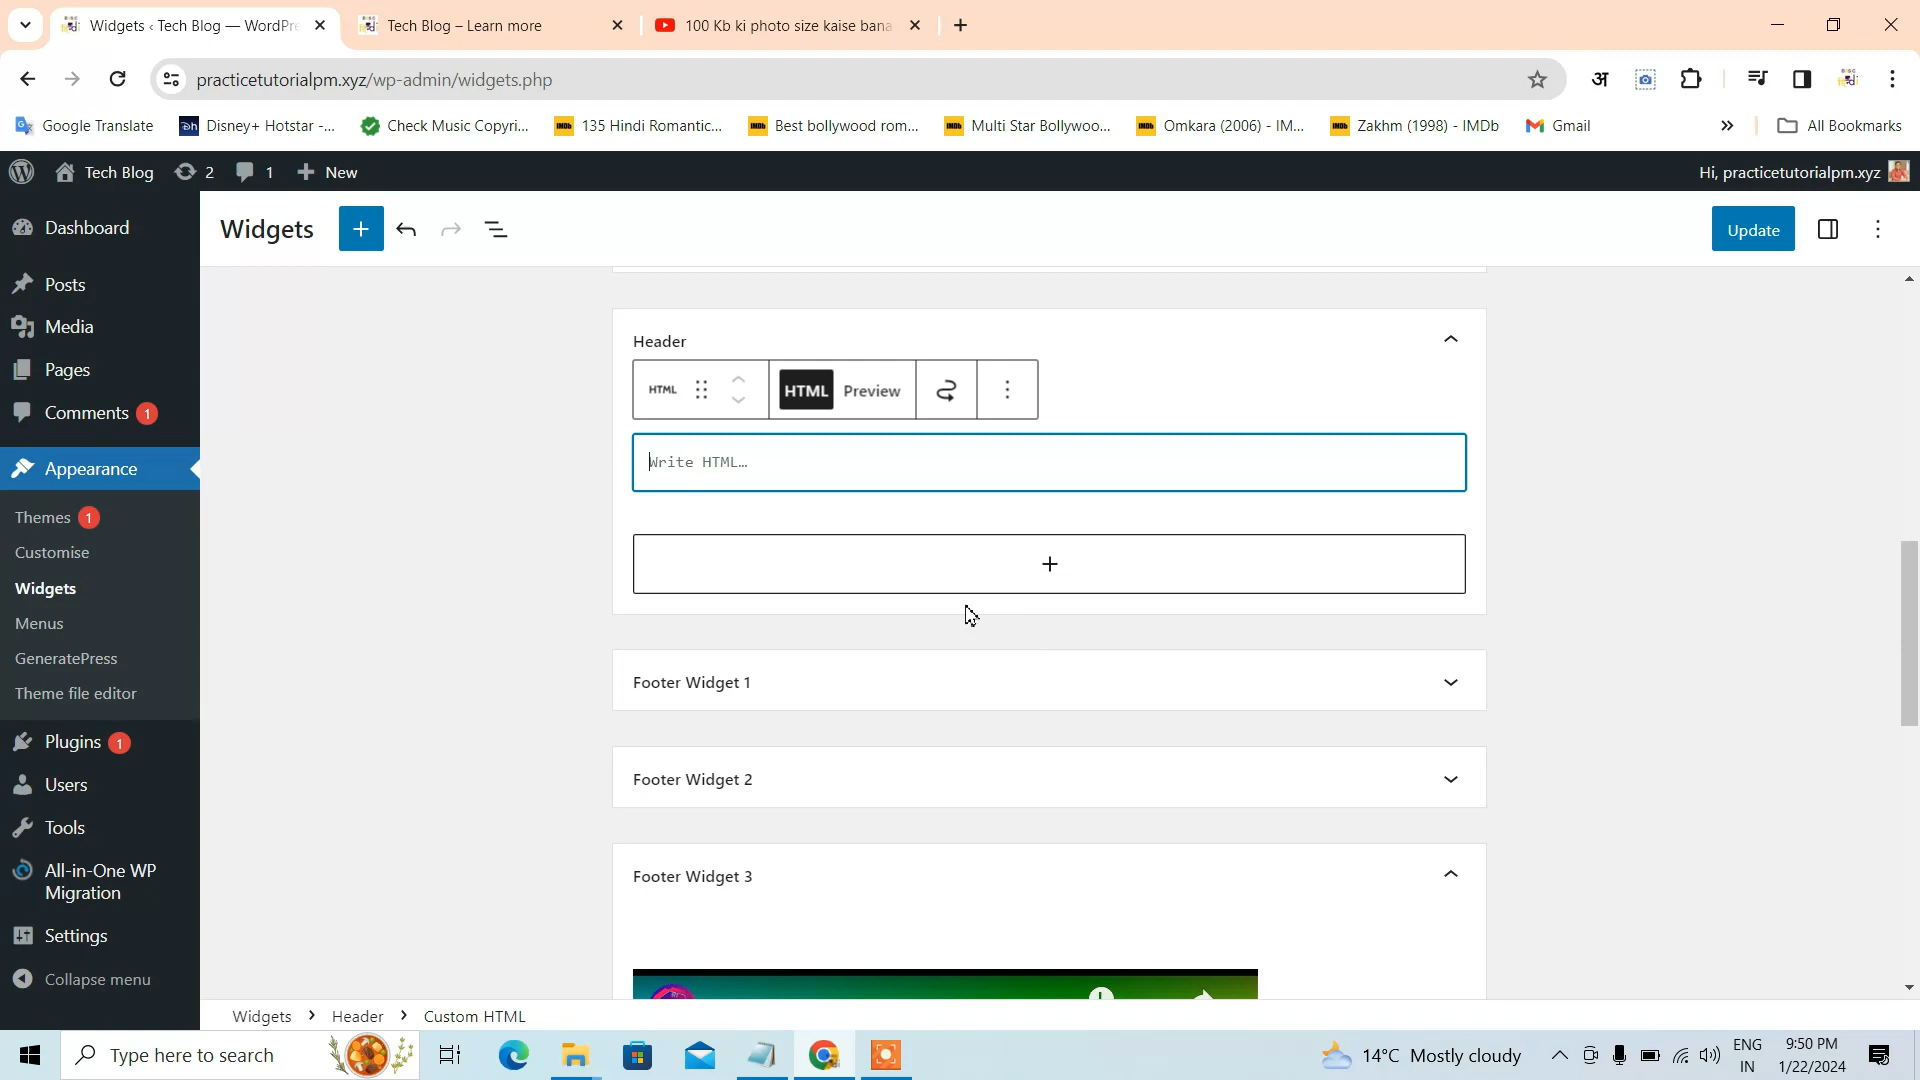 Widgets ‹ Tech Blog — WordPre
Tech Blog – Learn more
100 Kb ki photo size kaise bana
practicetutorialpm.xyz/wp-admin/widgets.php
अ
Google Translate
Disney+ Hotstar -...
Check Music Copyri...
135 Hindi Romantic...
Best bollywood rom...
Multi Star Bollywoo...
Omkara (2006) - IM...
Zakhm (1998) - IMDb
Gmail
All Bookmarks
Tech Blog
2
1
New
Hi, practicetutorialpm.xyz
Dashboard
Posts
Media
Pages
Comments 1
Appearance
Themes 1
Customise
Widgets
Menus
GeneratePress
Theme file editor
Plugins 1
Users
Tools
All-in-One WP
Migration
Settings
Collapse menu
Widgets
Update
Header
HTML
HTML Preview
Write HTML…
Footer Widget 1
Footer Widget 2
Footer Widget 3
Widgets > Header > Custom HTML
Type here to search
14°C Mostly cloudy
ENG
IN
9:50 PM
1/22/2024